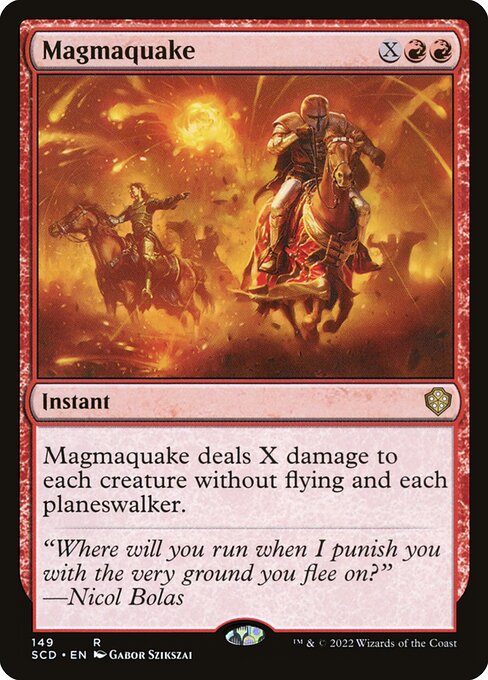 Magmaquake X
Instant
Magmaquake deals X damage to
each creature without flying and each
planeswalker.
“Where will you run when I punish you
with the very ground you flee on?”
—Nicol Bolas
149 R
SCD • EN Gabor Szikszai
™ & © 2022 Wizards of the Coast